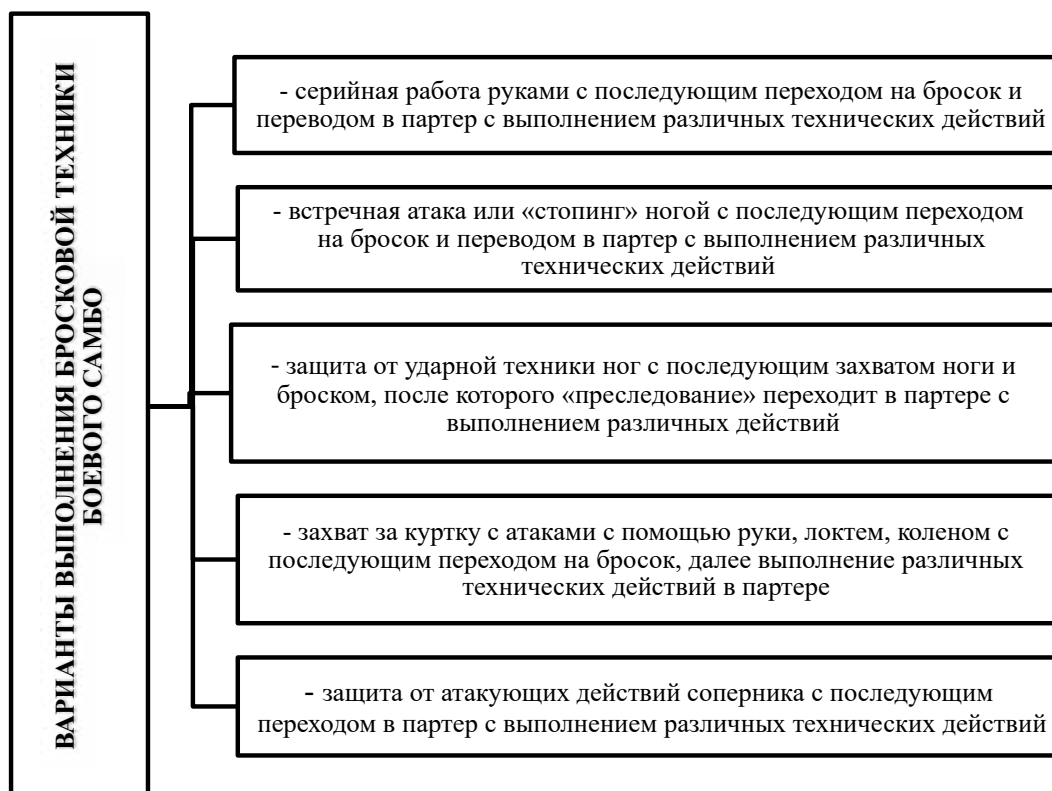 ВАРИАНТЫ ВЫПОЛНЕНИЯ БРОСКОВОЙ ТЕХНИКИ
БОЕВОГО САМБО
- серийная работа руками с последующим переходом на бросок и
переводом в партер с выполнением различных технических действий
- встречная атака или «стопинг» ногой с последующим переходом
на бросок и переводом в партер с выполнением различных
технических действий
- защита от ударной техники ног с последующим захватом ноги и
броском, после которого «преследование» переходит в партере с
выполнением различных действий
- захват за куртку с атаками с помощью руки, локтем, коленом с
последующим переходом на бросок, далее выполнение различных
технических действий в партере
- защита от атакующих действий соперника с последующим
переходом в партер с выполнением различных технических действий